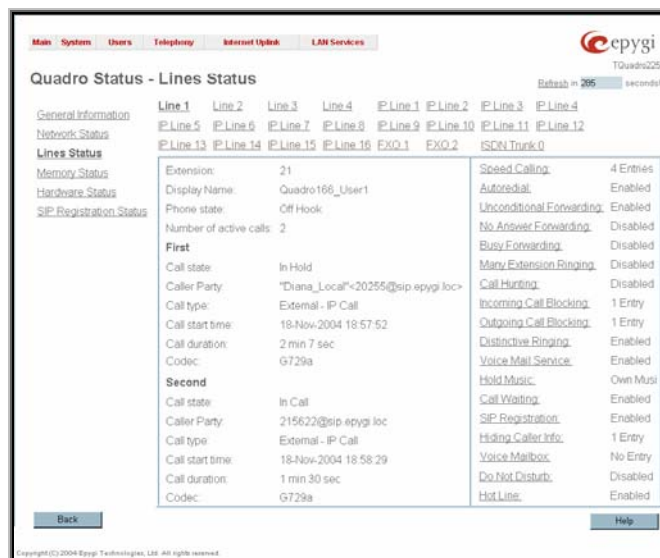 Main System Users Telephony Internet Uplink LAN Services
epygi
TQuadro225
Quadro Status - Lines Status
Refresh in 285 seconds!
General Information
Network Status
Lines Status
Memory Status
Hardware Status
SIP Registration Status
Line 1 Line 2 Line 3 Line 4 IP Line 1 IP Line 2 IP Line 3 IP Line 4
IP Line 5 IP Line 6 IP Line 7 IP Line 8 IP Line 9 IP Line 10 IP Line 11 IP Line 12
IP Line 13 IP Line 14 IP Line 15 IP Line 16 FXO 1 FXO 2 ISDN Trunk 0
Extension: 21
Display Name: Quadro166_User1
Phone state: Off Hook
Number of active calls: 2
First
Call state: In Hold
Caller Party: "Diana_Local"<20255@sip.epygi.loc>
Call type: External - IP Call
Call start time: 18-Nov-2004 18:57:52
Call duration: 2 min 7 sec
Codec: G729a
Second
Call state: In Call
Caller Party: 215622@sip.epygi.loc
Call type: External - IP Call
Call start time: 18-Nov-2004 18:58:29
Call duration: 1 min 30 sec
Codec: G729a
Speed Calling: 4 Entries
Autoredial: Enabled
Unconditional Forwarding: Enabled
No Answer Forwarding: Disabled
Busy Forwarding: Disabled
Many Extension Ringing: Disabled
Call Hunting: Disabled
Incoming Call Blocking: 1 Entry
Outgoing Call Blocking: 1 Entry
Distinctive Ringing: Enabled
Voice Mail Service: Enabled
Hold Music: Own Musi
Call Waiting: Enabled
SIP Registration: Enabled
Hiding Caller Info: 1 Entry
Voice Mailbox: No Entry
Do Not Disturb: Disabled
Hot Line: Enabled
Back
Help
Copyright (C) 2004 Epygi Technologies, Ltd. All rights reserved.